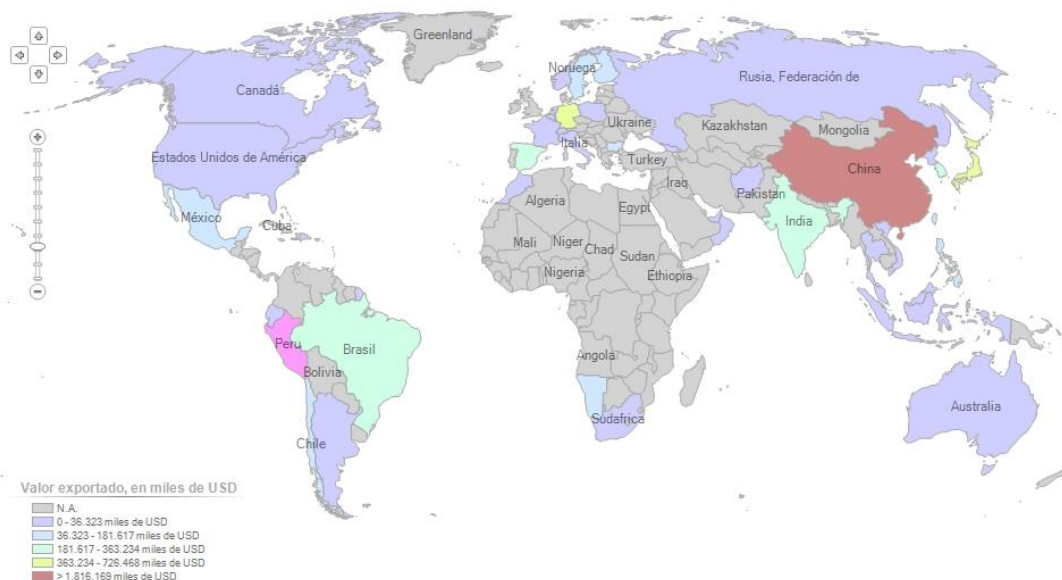 Greenland
Canadá
Noruega
Rusia, Federación de
Ukraine
Kazakhstan
Mongolia
Italia
Estados Unidos de América
Turkey
China
Iraq
Pakistan
Algeria
Egypt
México
Cuba
India
Mali
Niger
Chad
Sudan
Nigeria
Ethiopia
Peru
Brasil
Angola
Bolivia
Australia
Sudafrica
Chile
Valor exportado, en miles de USD
N.A.
0 - 36.323 miles de USD
36.323 - 181.617 miles de USD
181.617 - 363.234 miles de USD
363.234 - 726.468 miles de USD
> 1.816.169 miles de USD